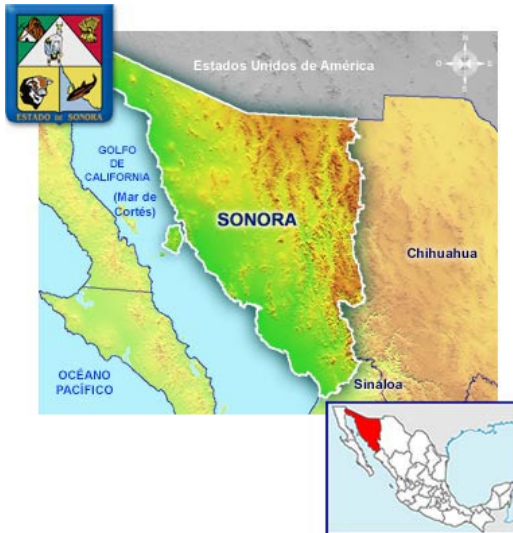 ESTADO DE SONORA
Estados Unidos de América
N
O
E
S
GOLFO
DE
CALIFORNIA
(Mar de
Cortés)
SONORA
Chihuahua
OCÉANO
PACÍFICO
Sinaloa